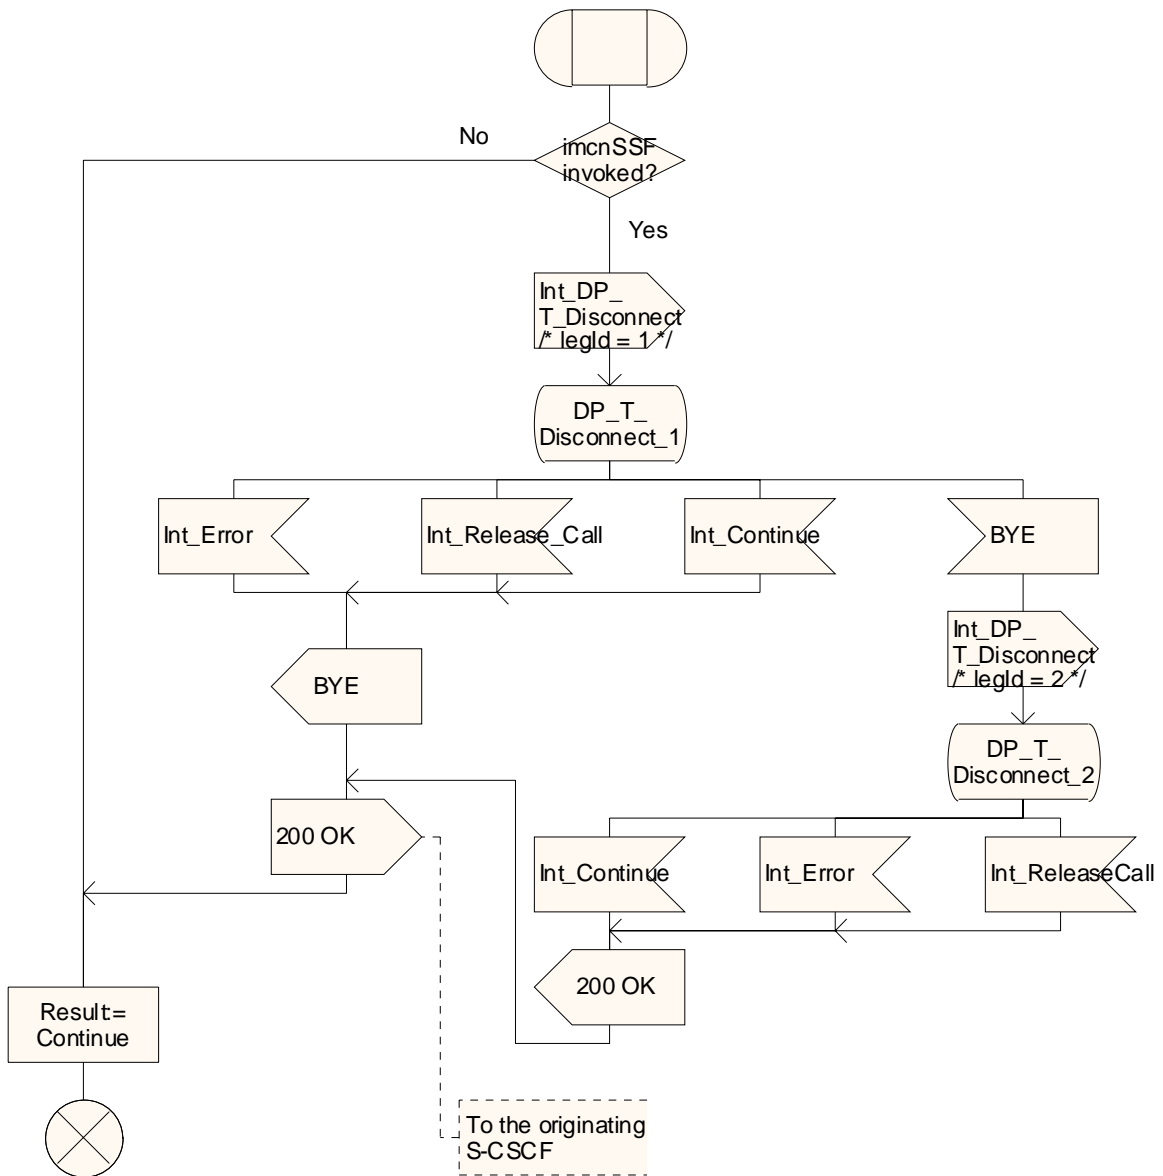 No
imcnSSF
invoked?
Yes
Int_DP_
T_Disconnect
/* legId = 1 */
DP_T_
Disconnect_1
Int_Error
Int_Release_Call
Int_Continue
BYE
Int_DP_
T_Disconnect
/* legId = 2 */
BYE
DP_T_
Disconnect_2
200 OK
Int_Continue
Int_Error
Int_ReleaseCall
200 OK
Result:=
Continue
To the originating
S-CSCF